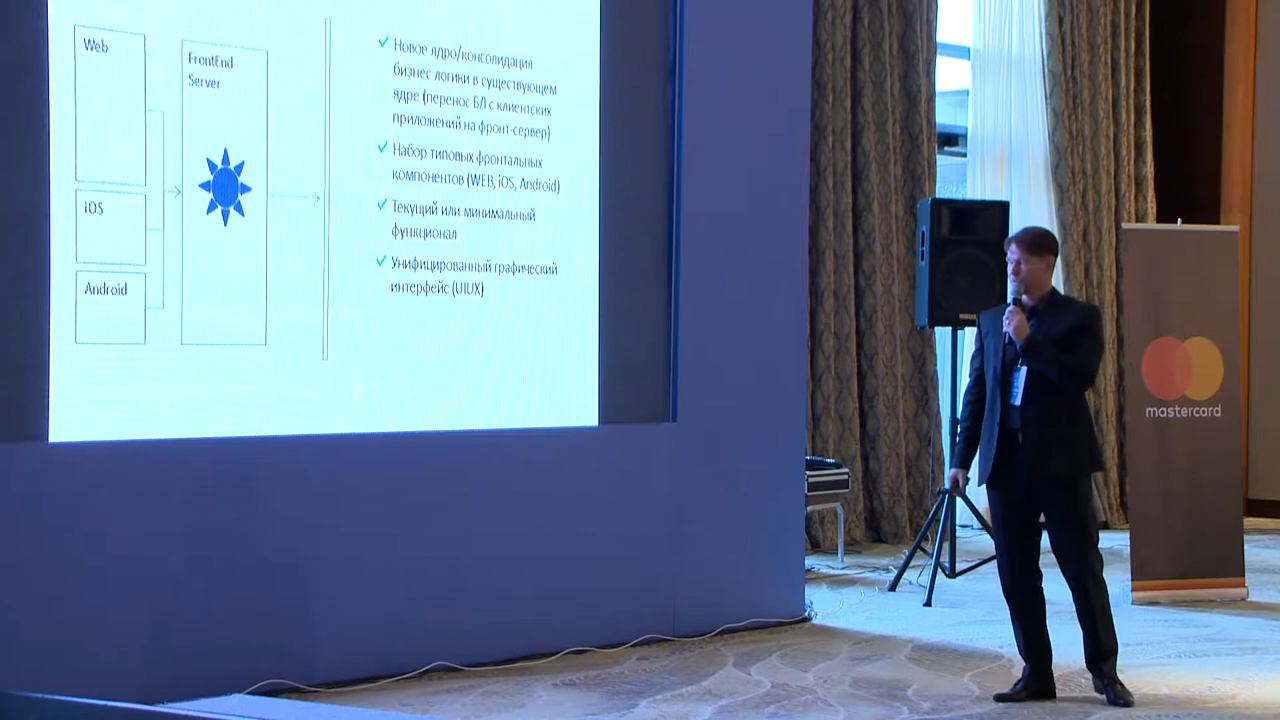 Web
iOS
Android
FrontEnd
Server
Новое ядро/консолидация
бизнес логики в существующем
ядре (перенос БЛ с клиентских
приложений на фронт-сервер)
Набор типовых фронтальных
компонентов (WEB, iOS, Android)
Текущий или минимальный
функционал
Унифицированный графический
интерфейс (UIUX)
mastercard